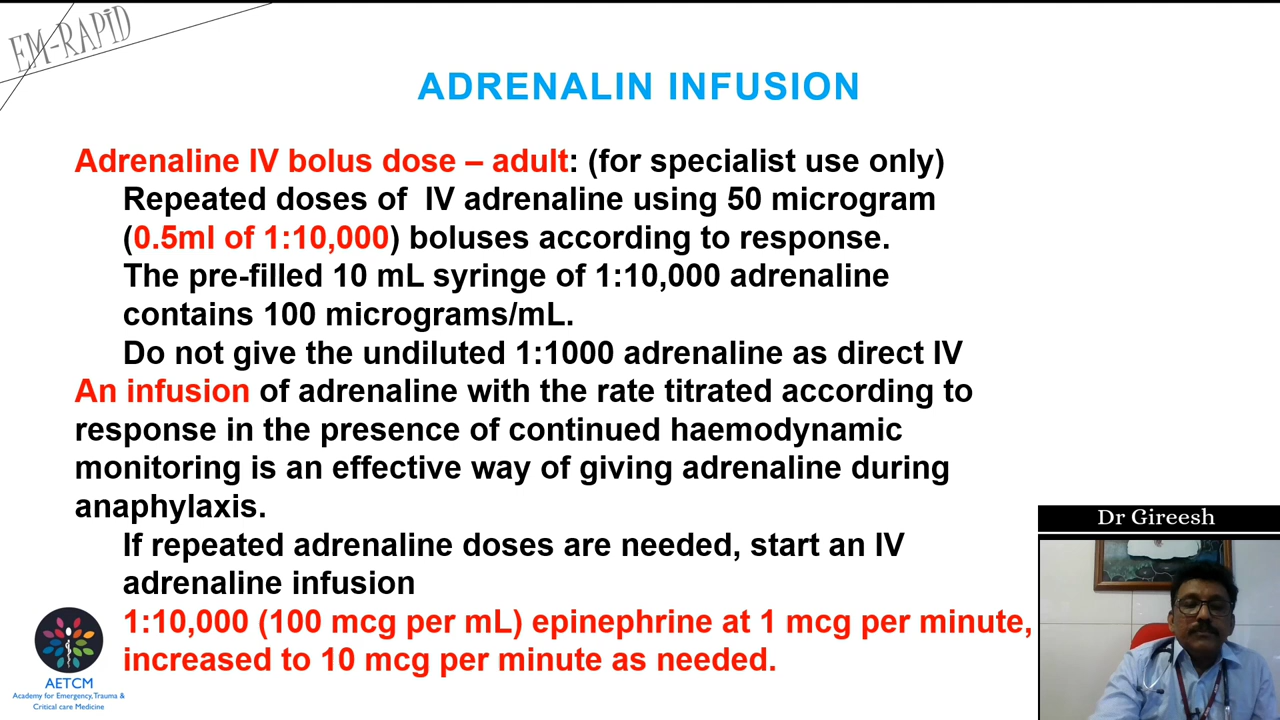 EM-RAPiD
ADRENALIN INFUSION
Adrenaline IV bolus dose – adult: (for specialist use only)
Repeated doses of IV adrenaline using 50 microgram
(0.5ml of 1:10,000) boluses according to response.
The pre-filled 10 mL syringe of 1:10,000 adrenaline
contains 100 micrograms/mL.
Do not give the undiluted 1:1000 adrenaline as direct IV
An infusion of adrenaline with the rate titrated according to
response in the presence of continued haemodynamic
monitoring is an effective way of giving adrenaline during
anaphylaxis.
If repeated adrenaline doses are needed, start an IV
adrenaline infusion
1:10,000 (100 mcg per mL) epinephrine at 1 mcg per minute,
increased to 10 mcg per minute as needed.
Dr Gireesh
AETCM
Academy for Emergency, Trauma &
Critical care Medicine